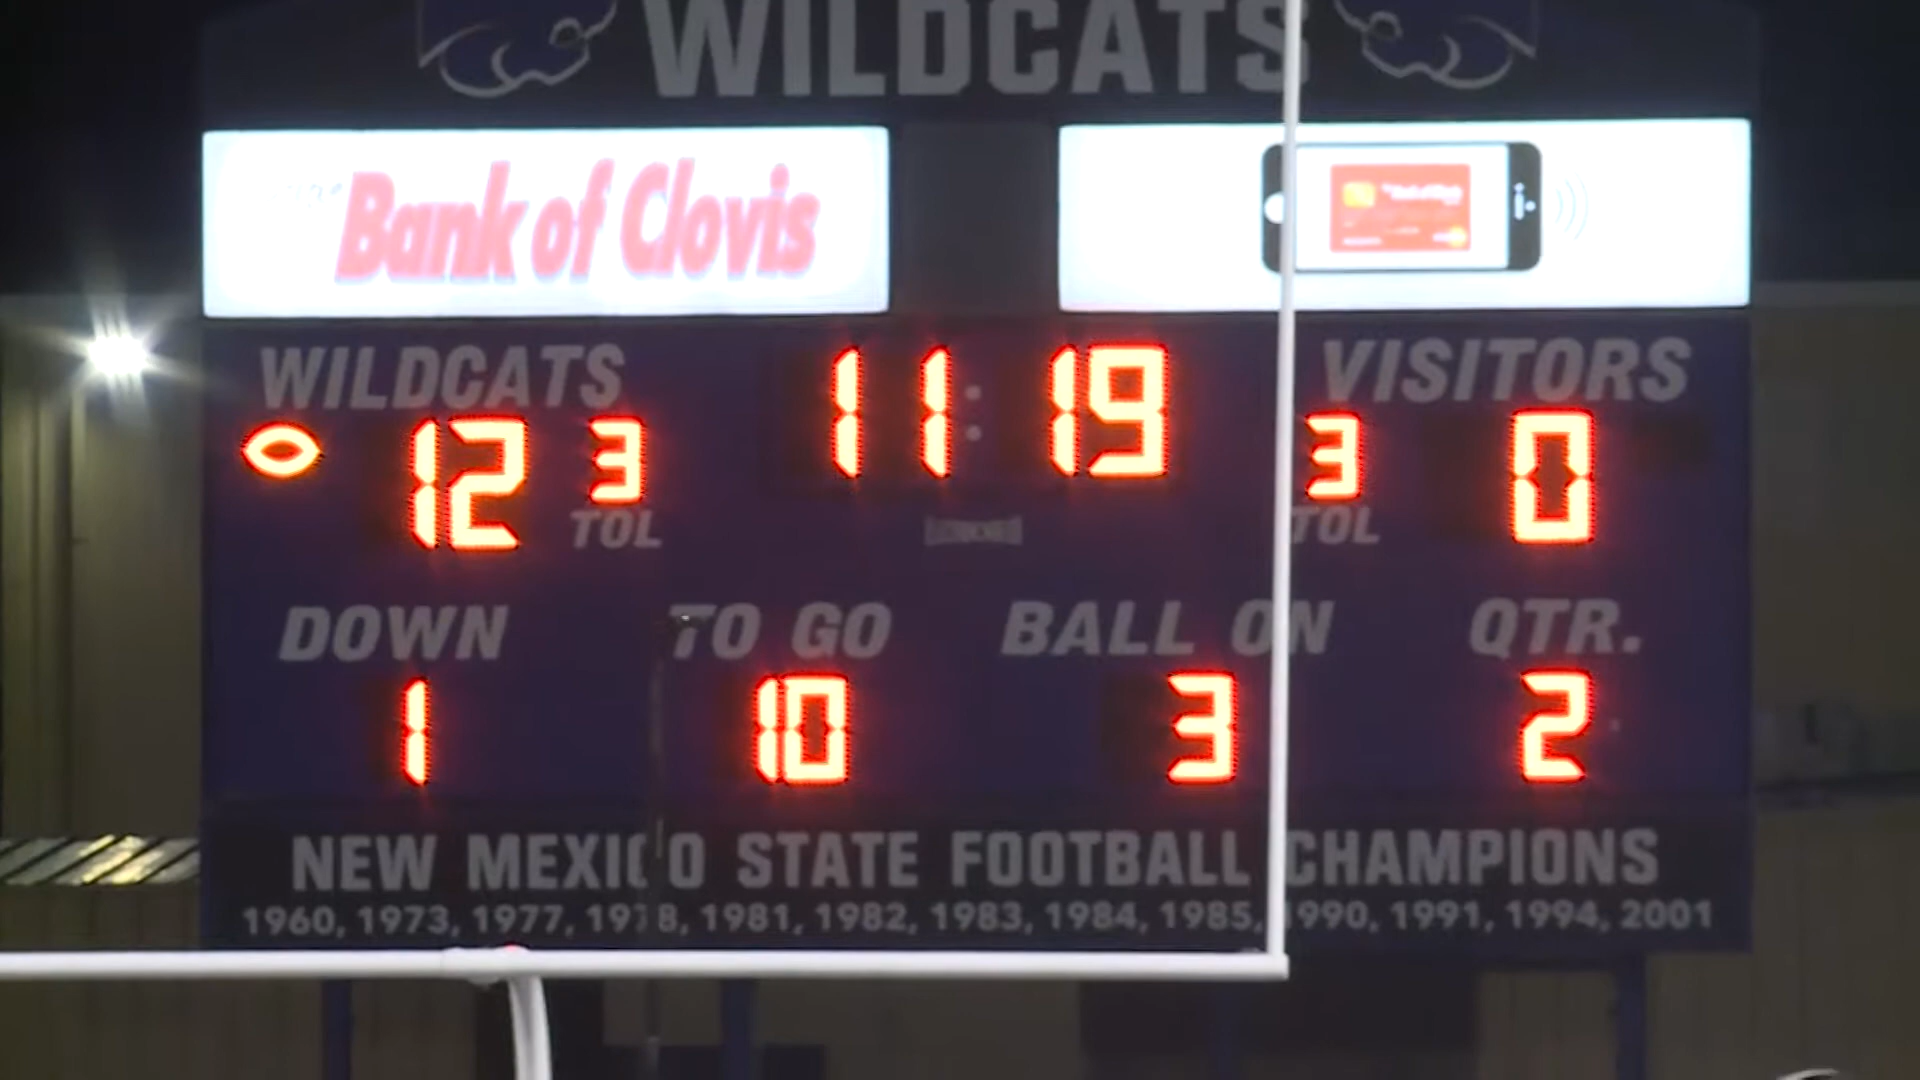 WILDCATS
Bank of Clovis
WILDCATS 11:19 VISITORS
12 3 3 0
TOL TOL
DOWN TO GO BALL ON QTR.
1 10 3 2
NEW MEXICO STATE FOOTBALL CHAMPIONS
1960, 1973, 1977, 1978, 1981, 1982, 1983, 1984, 1985, 1990, 1991, 1994, 2001